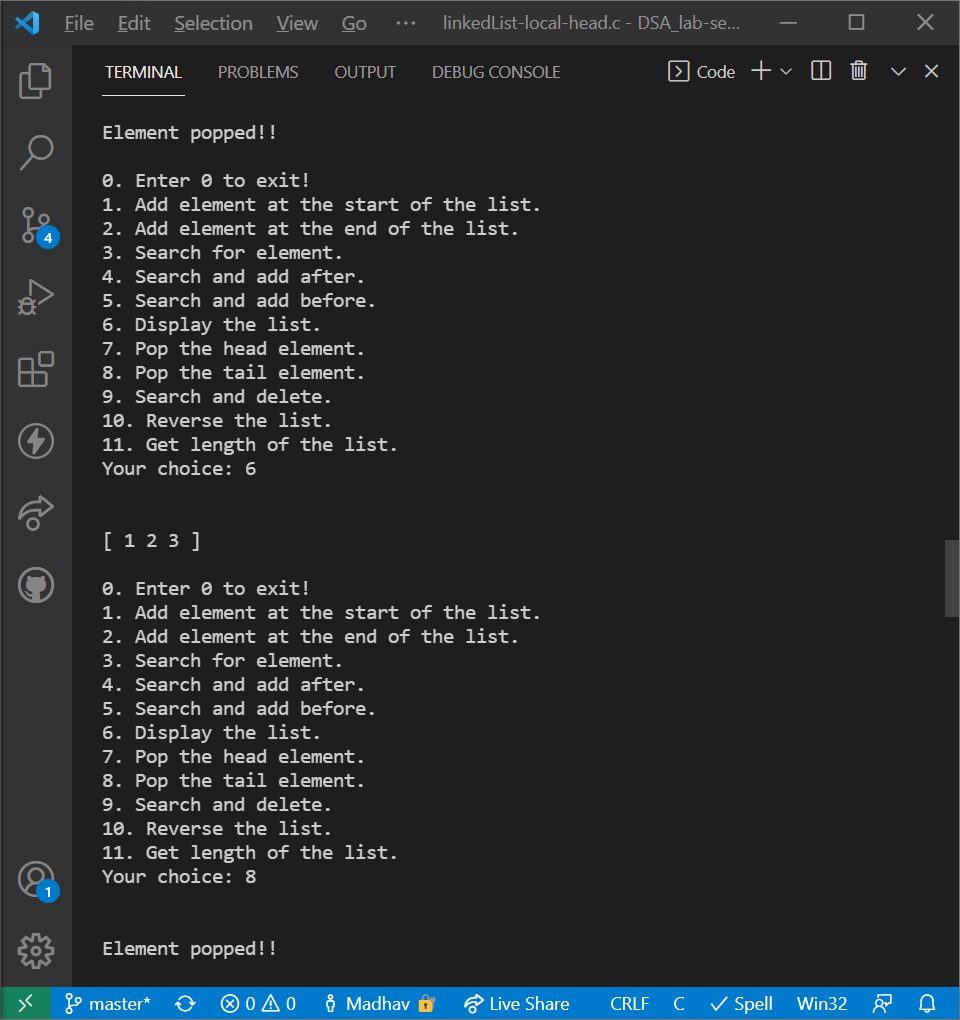 File Edit Selection View Go ··· linkedList-local-head.c - DSA_lab-se...
TERMINAL PROBLEMS OUTPUT DEBUG CONSOLE Code
Element popped!!
0. Enter 0 to exit!
1. Add element at the start of the list.
2. Add element at the end of the list.
3. Search for element.
4. Search and add after.
5. Search and add before.
6. Display the list.
7. Pop the head element.
8. Pop the tail element.
9. Search and delete.
10. Reverse the list.
11. Get length of the list.
Your choice: 6
[ 1 2 3 ]
0. Enter 0 to exit!
1. Add element at the start of the list.
2. Add element at the end of the list.
3. Search for element.
4. Search and add after.
5. Search and add before.
6. Display the list.
7. Pop the head element.
8. Pop the tail element.
9. Search and delete.
10. Reverse the list.
11. Get length of the list.
Your choice: 8
Element popped!!
4
1
master* 0 0 Madhav Live Share CRLF C Spell Win32